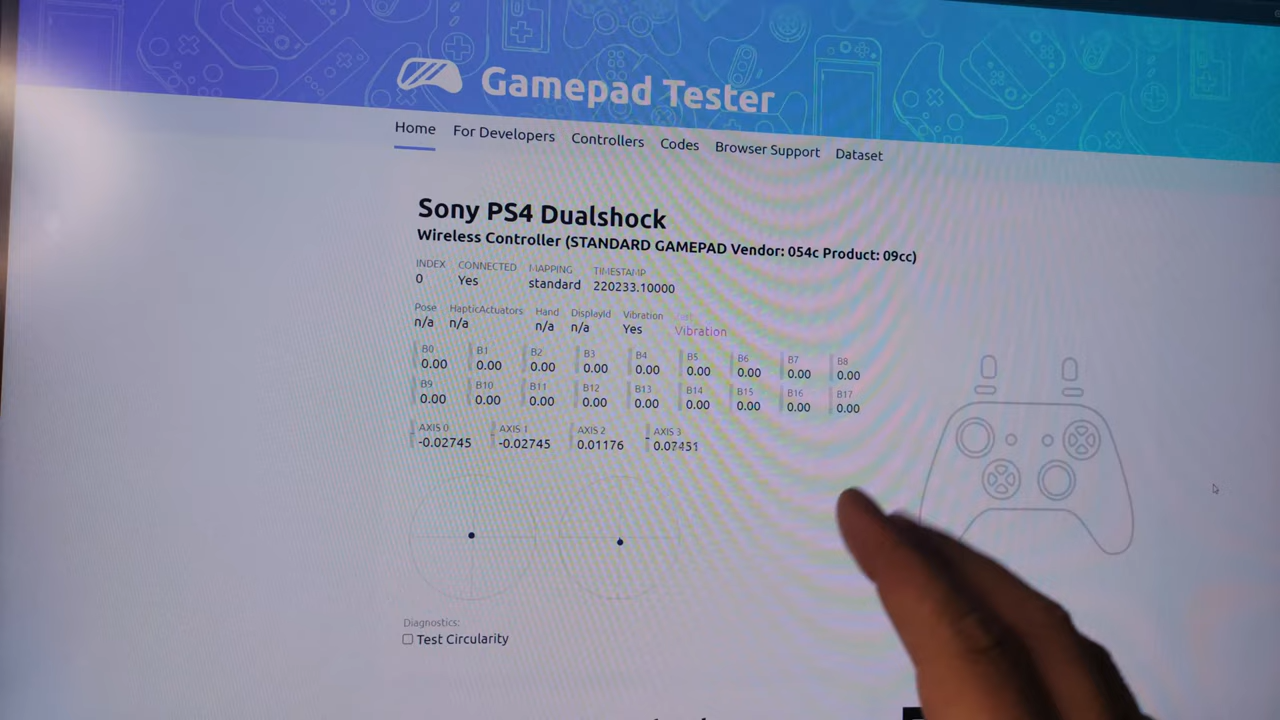 Gamepad Tester
Home For Developers Controllers Codes Browser Support Dataset
Sony PS4 Dualshock
Wireless Controller (STANDARD GAMEPAD Vendor: 054c Product: 09cc)
INDEX CONNECTED MAPPING TIMESTAMP
0 Yes standard 220233.10000
Pose HapticActuators Hand DisplayId Vibration
n/a n/a n/a n/a Yes Vibration
B0 B1 B2 B3 B4 B5 B6 B7 B8
0.00 0.00 0.00 0.00 0.00 0.00 0.00 0.00 0.00
B9 B10 B11 B12 B13 B14 B15 B16 B17
0.00 0.00 0.00 0.00 0.00 0.00 0.00 0.00 0.00
AXIS 0 AXIS 1 AXIS 2 AXIS 3
-0.02745 -0.02745 0.01176 0.07451
Diagnostics:
Test Circularity